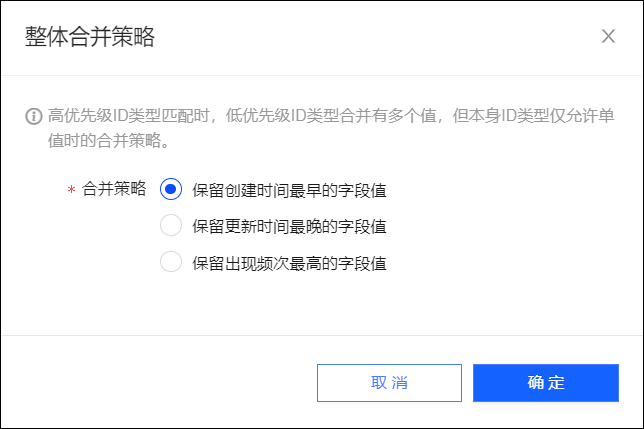 整体合并策略
高优先级ID类型匹配时，低优先级ID类型合并有多个值，但本身ID类型仅允许单
值时的合并策略。
* 合并策略 保留创建时间最早的字段值
保留更新时间最晚的字段值
保留出现频次最高的字段值
取消 确定